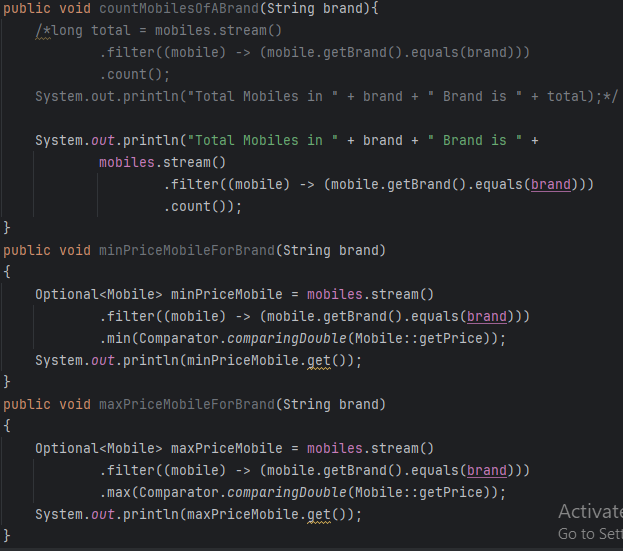 public void countMobilesOfABrand(String brand){
    /*long total = mobiles.stream()
            .filter((mobile) -> (mobile.getBrand().equals(brand)))
            .count();
    System.out.println("Total Mobiles in " + brand + " Brand is " + total);*/

    System.out.println("Total Mobiles in " + brand + " Brand is " +
            mobiles.stream()
                    .filter((mobile) -> (mobile.getBrand().equals(brand)))
                    .count());
}
public void minPriceMobileForBrand(String brand)
{
    Optional<Mobile> minPriceMobile = mobiles.stream()
            .filter((mobile) -> (mobile.getBrand().equals(brand)))
            .min(Comparator.comparingDouble(Mobile::getPrice));
    System.out.println(minPriceMobile.get());
}
public void maxPriceMobileForBrand(String brand)
{
    Optional<Mobile> maxPriceMobile = mobiles.stream()
            .filter((mobile) -> (mobile.getBrand().equals(brand)))
            .max(Comparator.comparingDouble(Mobile::getPrice));
    System.out.println(maxPriceMobile.get());
}
Activate
Go to Sett